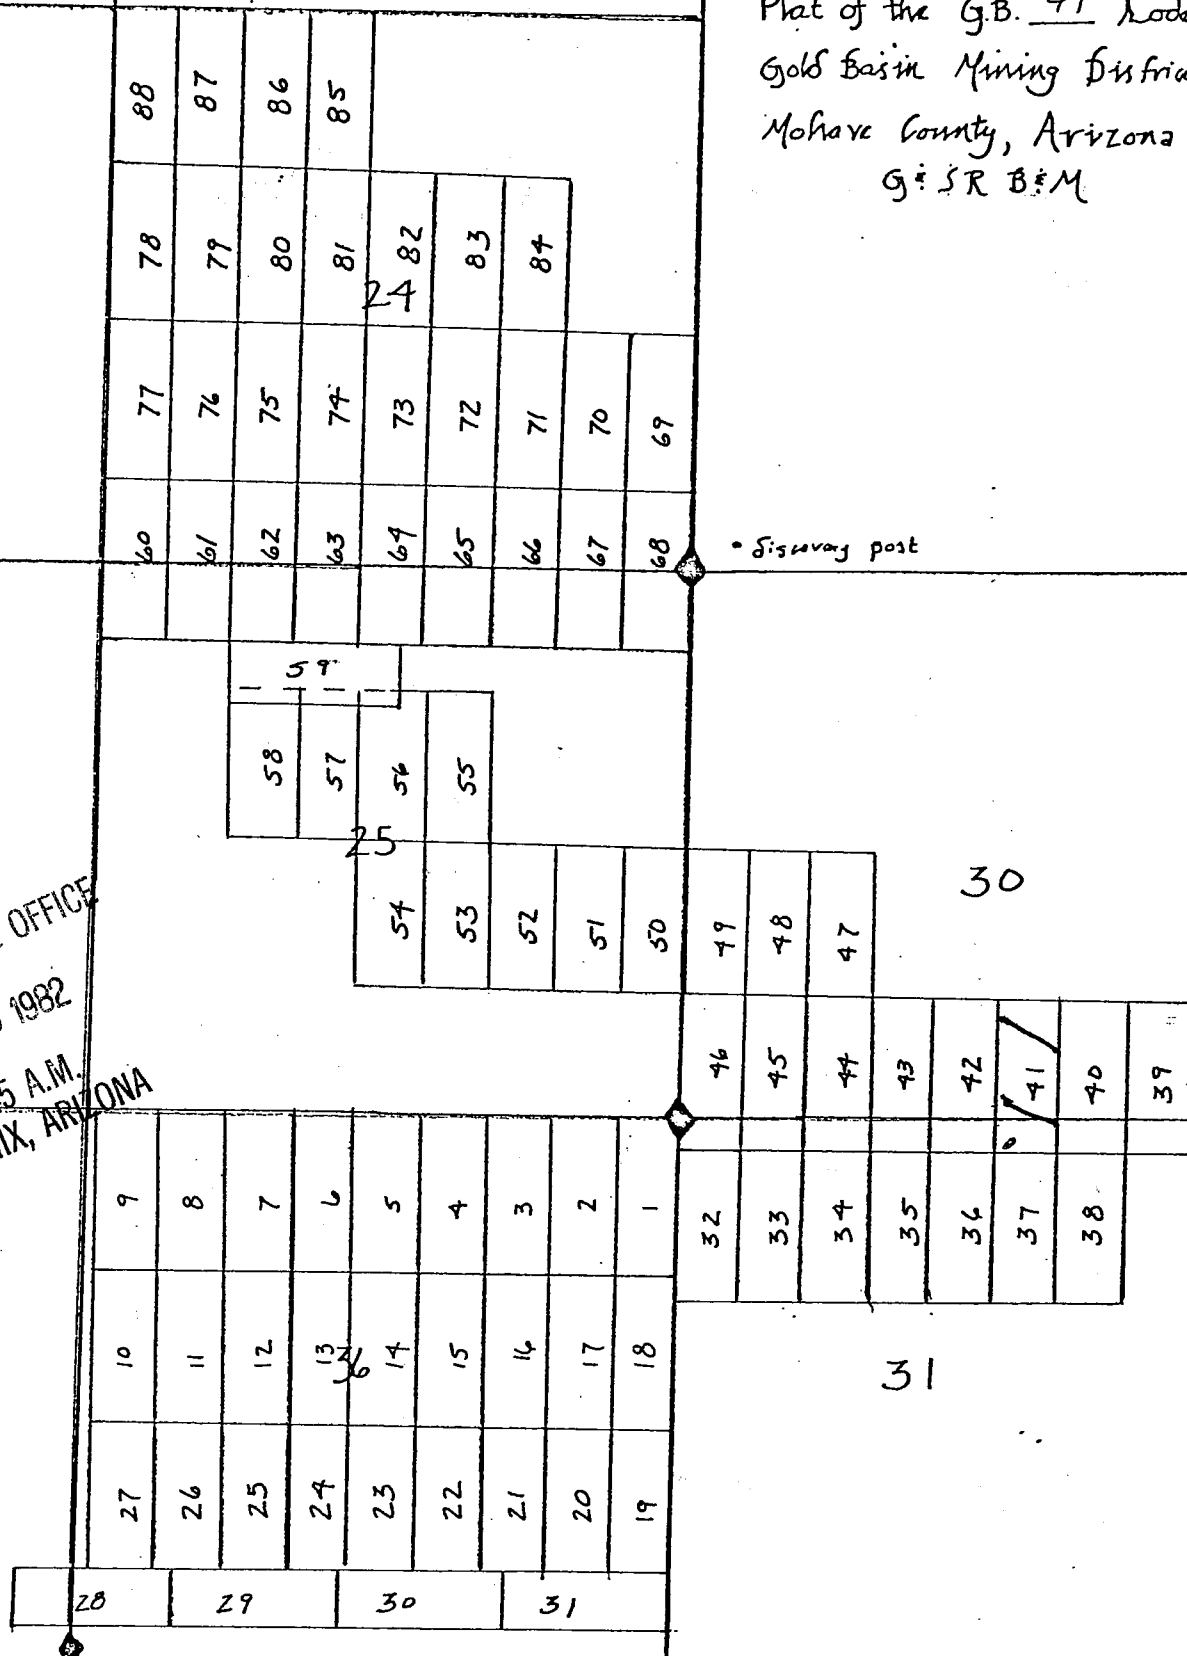 Plat of the G.B. 41 Lode
Gold Basin Mining Distric
Mohave County, Arizona
G & S R B & M
88 87 86 85
78 79 80 81 82 83 84
24
77 76 75 74 73 72 71 70 69
60 61 62 63 64 65 66 67 68
• discovery post
59
58 57 56 55
25
30
54 53 52 51 50 49 48 47
OFFICE
1982
5 A.M.
IX, ARIZONA
46 45 44 43 42 41 40 39
9 8 7 6 5 4 3 2 1
32 33 34 35 36 37 38
10 11 12 13 14 15 16 17 18
36
31
27 26 25 24 23 22 21 20 19
28 29 30 31